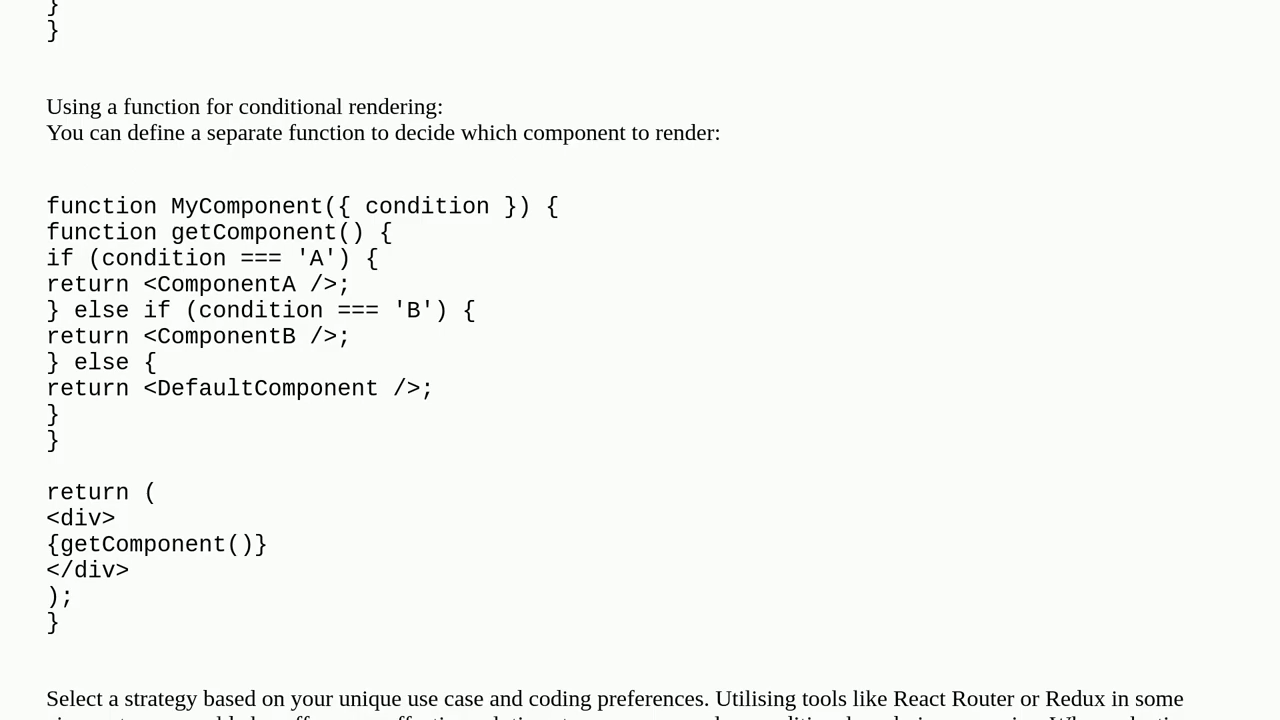 }
}
Using a function for conditional rendering:
You can define a separate function to decide which component to render:
function MyComponent({ condition }) {
function getComponent() {
if (condition === 'A') {
return <ComponentA />;
} else if (condition === 'B') {
return <ComponentB />;
} else {
return <DefaultComponent />;
}
}
return (
<div>
{getComponent()}
</div>
);
}
Select a strategy based on your unique use case and coding preferences. Utilising tools like React Router or Redux in some